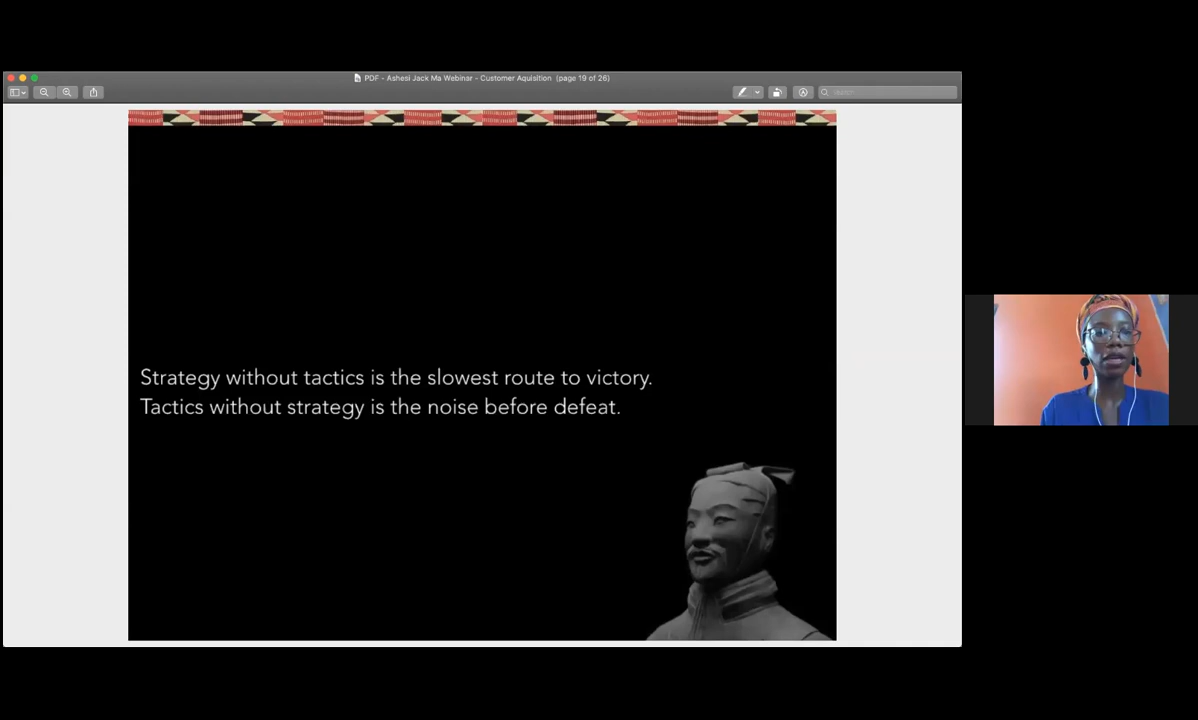 PDF - Ashesi Jack Ma Webinar - Customer Aquisition (page 19 of 26)
Search
Strategy without tactics is the slowest route to victory.
Tactics without strategy is the noise before defeat.